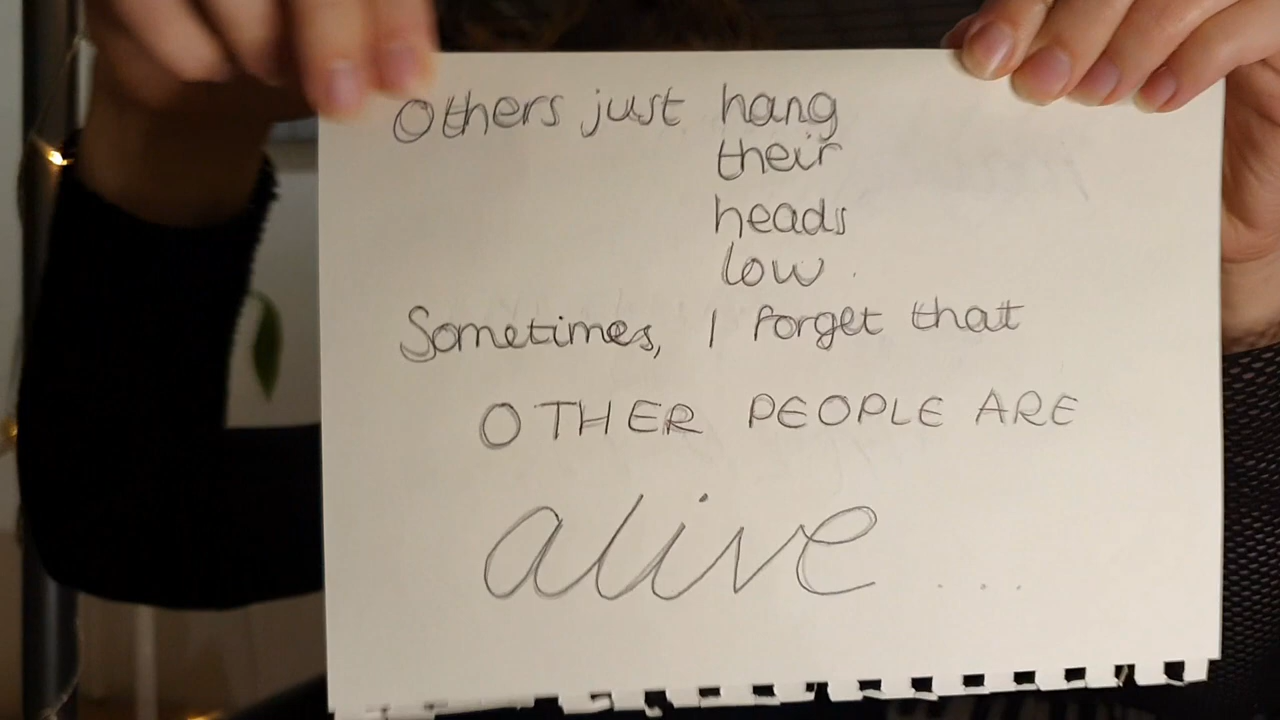 Others just hang
their
heads
low.
Sometimes, I forget that
OTHER PEOPLE ARE
alive...